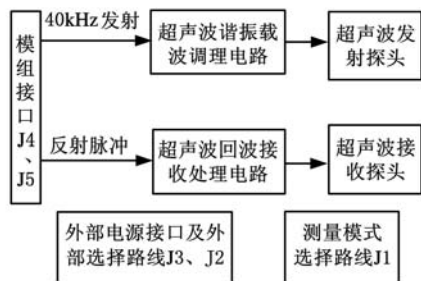 模组接口J4、J5
40kHz发射
超声波谐振载
波调理电路
超声波发
射探头
反射脉冲
超声波回波接
收处理电路
超声波接
收探头
外部电源接口及外
部选择路线J3、J2
测量模式
选择路线J1